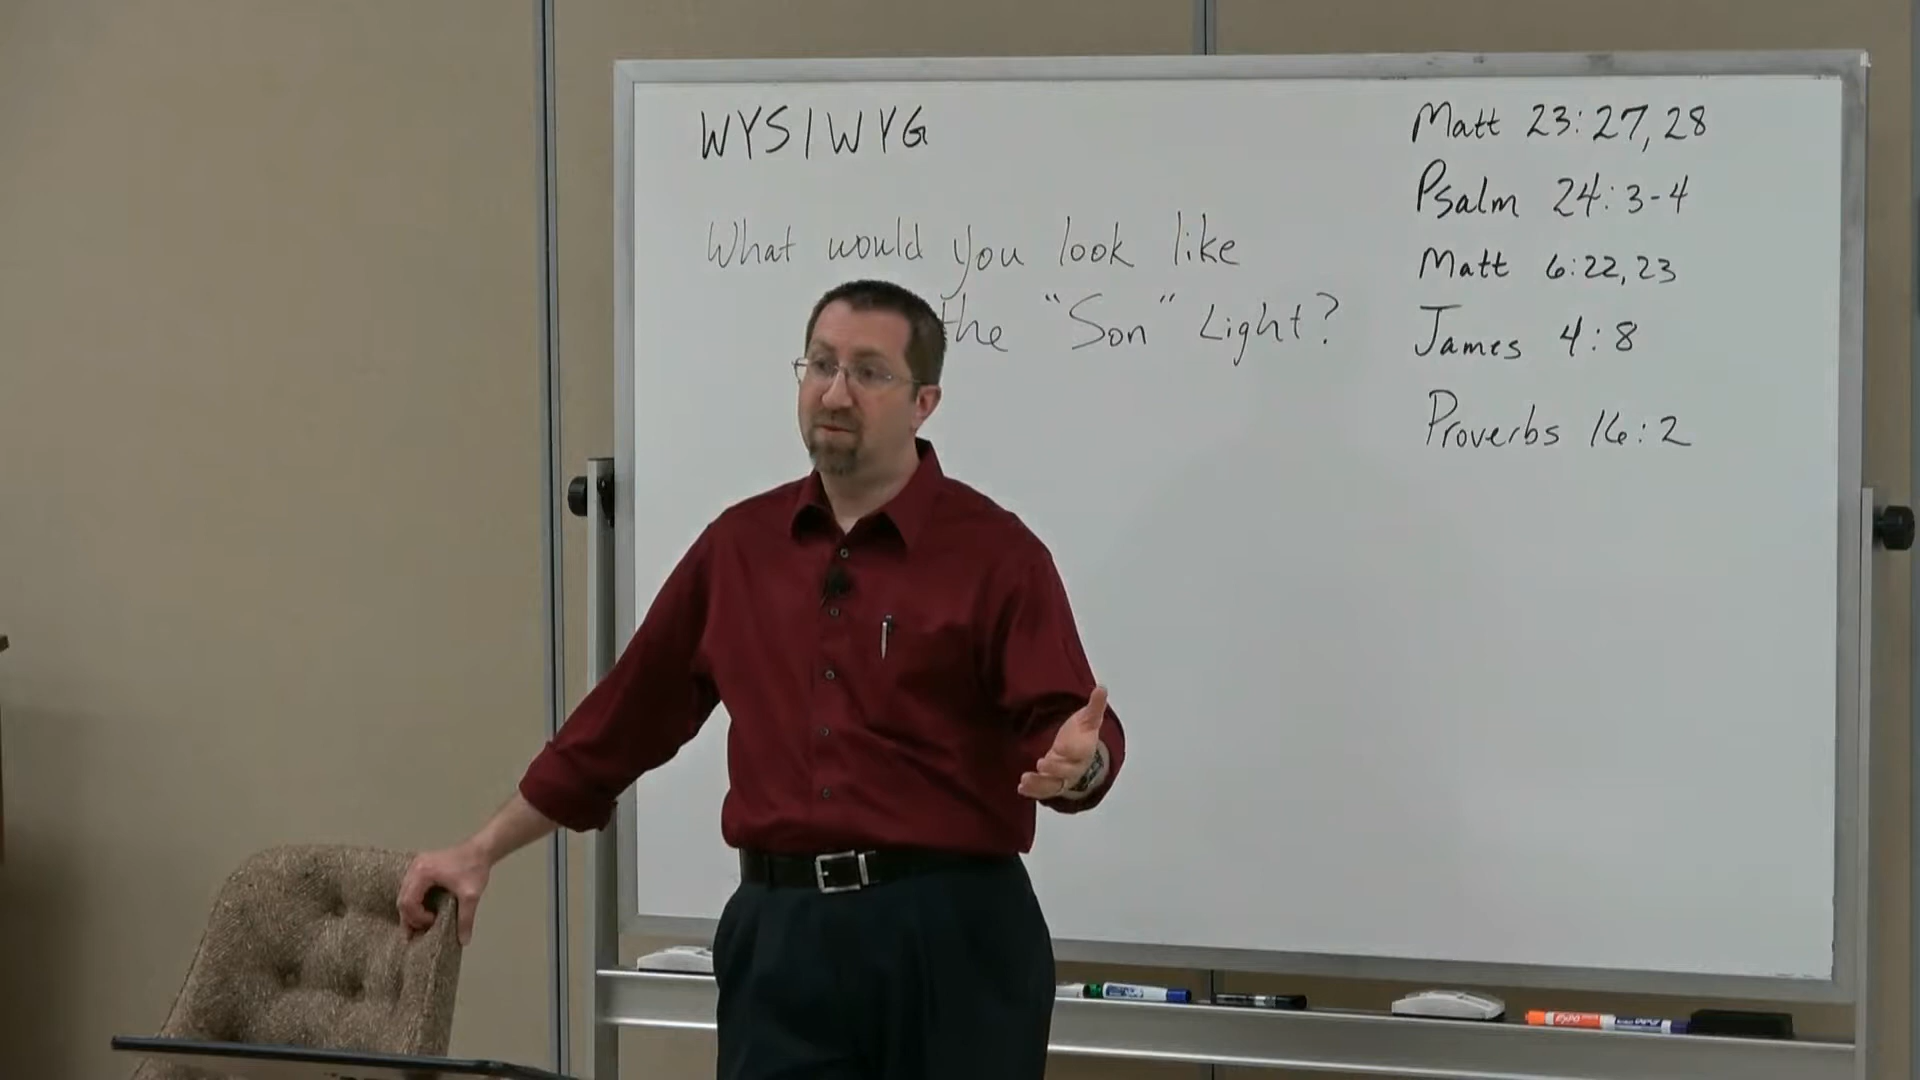 WYSIWYG
What would you look like
the "Son" Light?
Matt 23:27,28
Psalm 24:3-4
Matt 6:22,23
James 4:8
Proverbs 16:2
EXPO